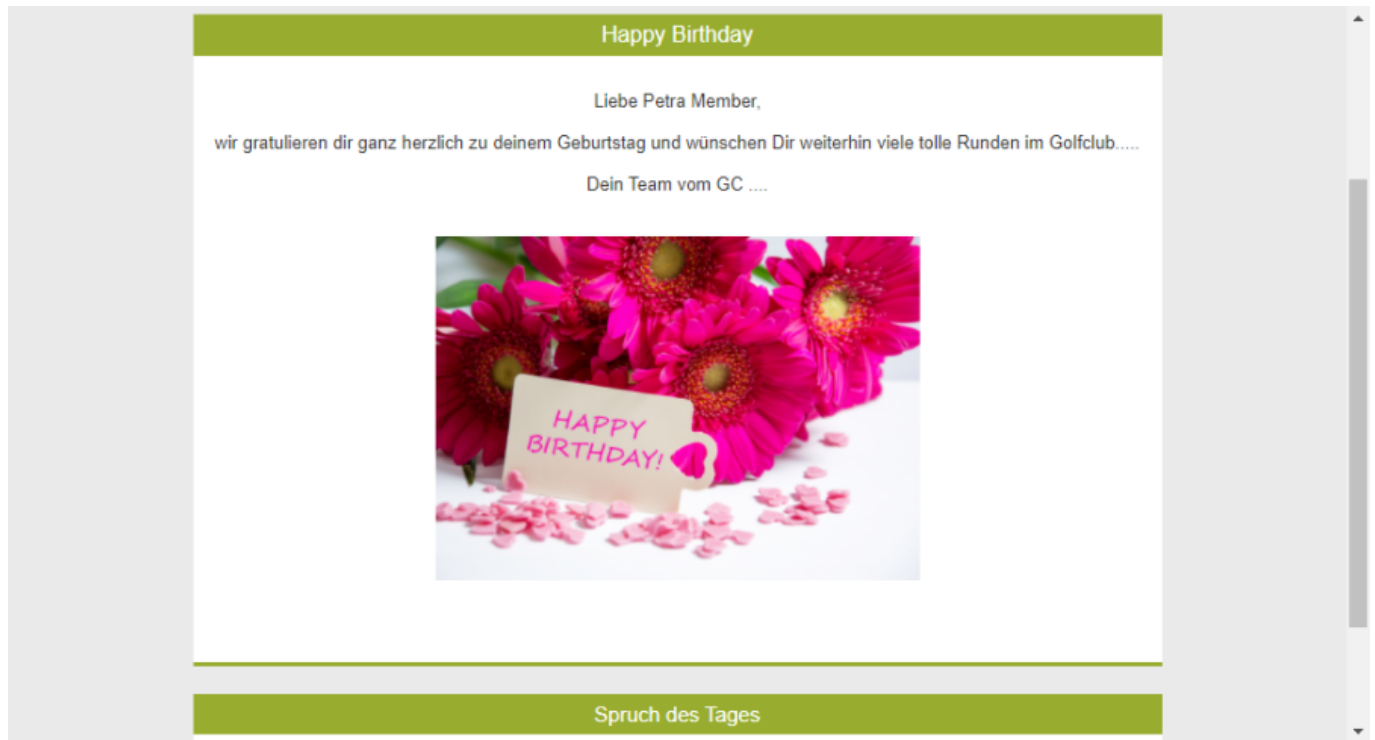 Happy Birthday
Liebe Petra Member,
wir gratulieren dir ganz herzlich zu deinem Geburtstag und wünschen Dir weiterhin viele tolle Runden im Golfclub.....
Dein Team vom GC ....
HAPPY
BIRTHDAY!
Spruch des Tages